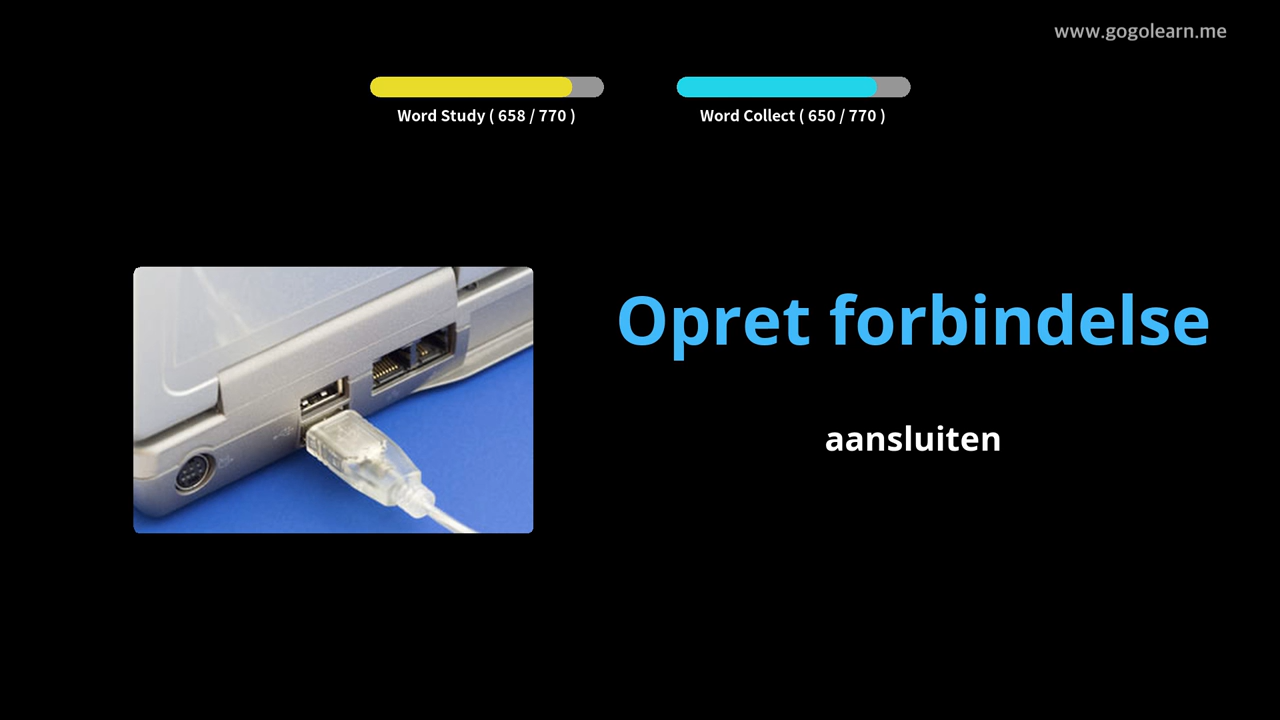 www.gogolearn.me
Word Study ( 658 / 770 )
Word Collect ( 650 / 770 )
Opret forbindelse
aansluiten